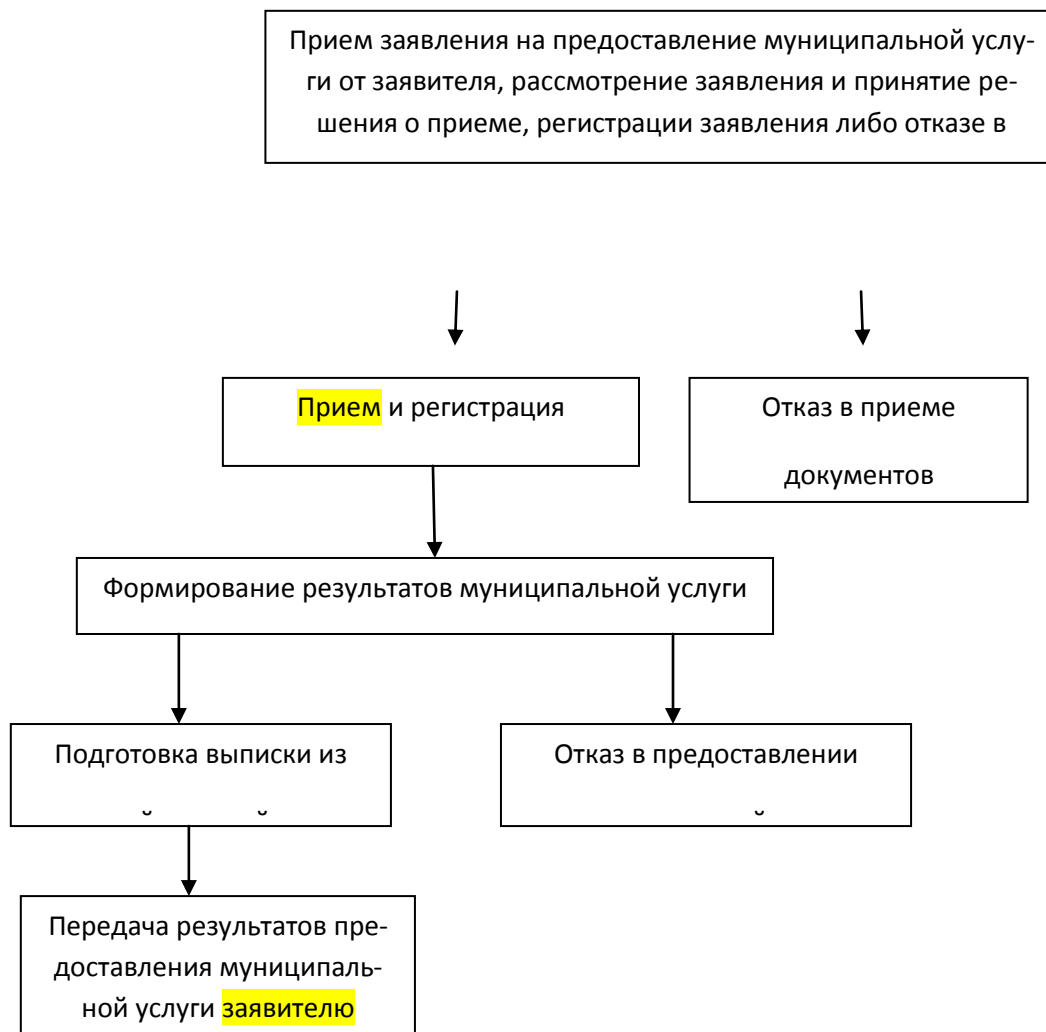 Прием заявления на предоставление муниципальной услу-
ги от заявителя, рассмотрение заявления и принятие ре-
шения о приеме, регистрации заявления либо отказе в
Прием и регистрация
Отказ в приеме
документов
Формирование результатов муниципальной услуги
Подготовка выписки из
Отказ в предоставлении
Передача результатов пре-
доставления муниципаль-
ной услуги заявителю